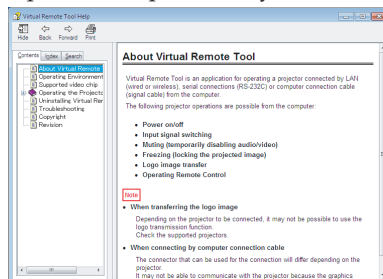 Virtual Remote Tool Help
Hide Back Forward Print
Contents Index Search
About Virtual Remote
Operating Environment
Supported video chip
Operating the Projecto
Uninstalling Virtual Rer
Troubleshooting
Copyright
Revision
About Virtual Remote Tool
Virtual Remote Tool is an application for operating a projector connected by LAN
(wired or wireless), serial connections (RS-232C) or computer connection cable
(signal cable) from the computer.
The following projector operations are possible from the computer:
• Power on/off
• Input signal switching
• Muting (temporarily disabling audio/video)
• Freezing (locking the projected image)
• Logo image transfer
• Operating Remote Control
Note
• When transferring the logo image
Depending on the projector to be connected, it may not be possible to use the
logo transmission function.
Check the supported projectors.
• When connecting by computer connection cable
The connector that can be used for the connection will differ depending on the
projector.
It may not be able to communicate with the projector because the graphics